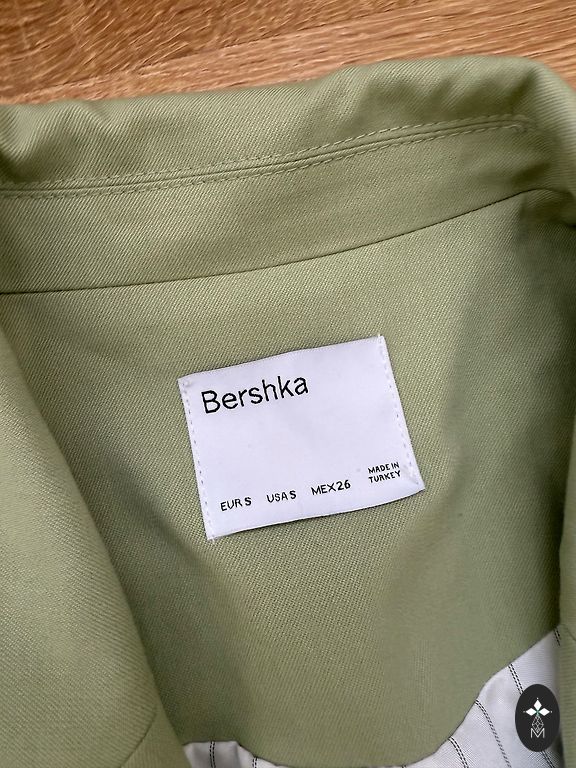 Bershka
EUR S USA S MEX 26 MADE IN
TURKEY
M